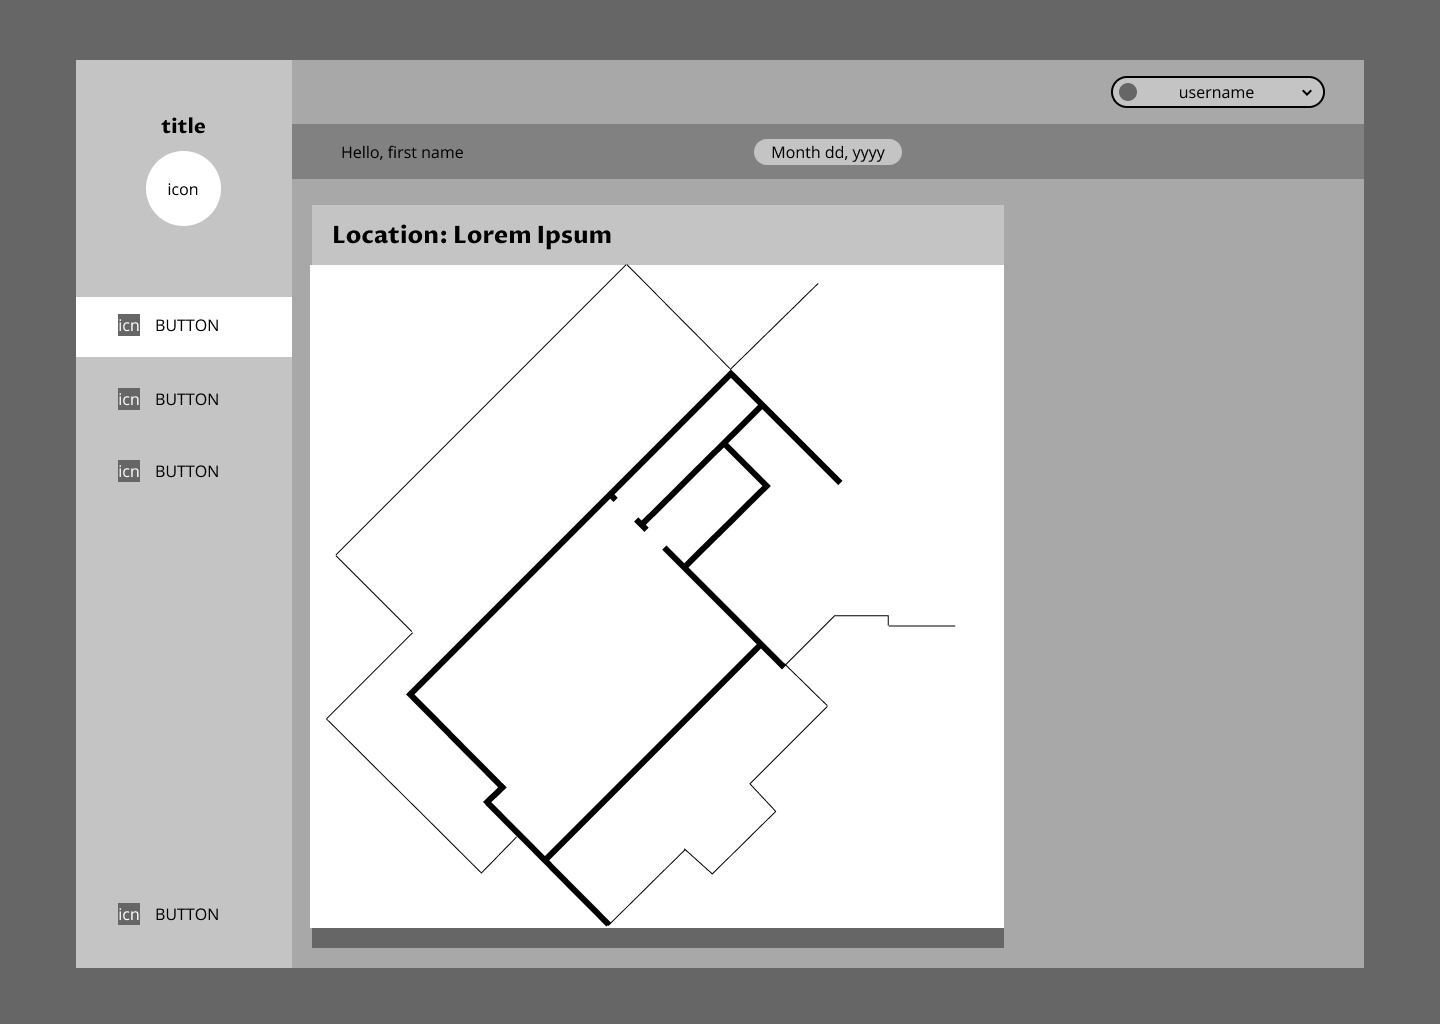 title
icon
icn BUTTON
icn BUTTON
icn BUTTON
icn BUTTON
username
Hello, first name
Month dd, yyyy
Location: Lorem Ipsum